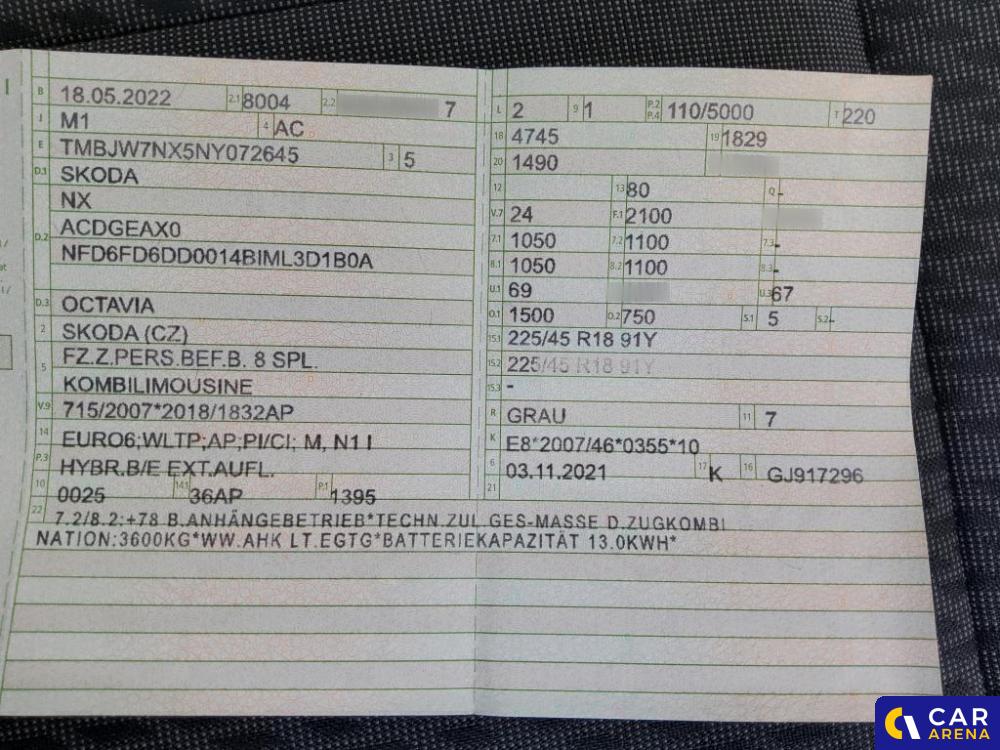 B 18.05.2022 2.1 8004 2.2 7
J M1 4 AC
E TMBJW7NX5NY072645 3 5
D.1 SKODA
NX
D.2 ACDGEAX0
NFD6FD6DD0014BIML3D1B0A
D.3 OCTAVIA
2 SKODA (CZ)
5 FZ.Z.PERS.BEF.B. 8 SPL.
KOMBILIMOUSINE
V.9 715/2007*2018/1832AP
14 EURO6;WLTP;AP;PI/CI; M, N1 I
P.3 HYBR.B/E EXT.AUFL.
10 0025 14.1 36AP P.1 1395
L 2 9 1 P.2 P.4 110/5000 T 220
18 4745 19 1829
20 1490
12 13 80 Q -
V.7 24 F.1 2100
7.1 1050 7.2 1100 7.3 -
8.1 1050 8.2 1100 8.3 -
U.1 69 U.3 67
O.1 1500 O.2 750 S.1 5 S.2 -
15.1 225/45 R18 91Y
15.2 225/45 R18 91Y
15.3 -
R GRAU 11 7
K E8*2007/46*0355*10
6 03.11.2021 17 K 16 GJ917296
21
22 7.2/8.2:+78 B.ANHÄNGEBETRIEB*TECHN.ZUL.GES-MASSE D.ZUGKOMBI
NATION:3600KG*WW.AHK LT.EGTG*BATTERIEKAPAZITÄT 13.0KWH*
CAR
ARENA